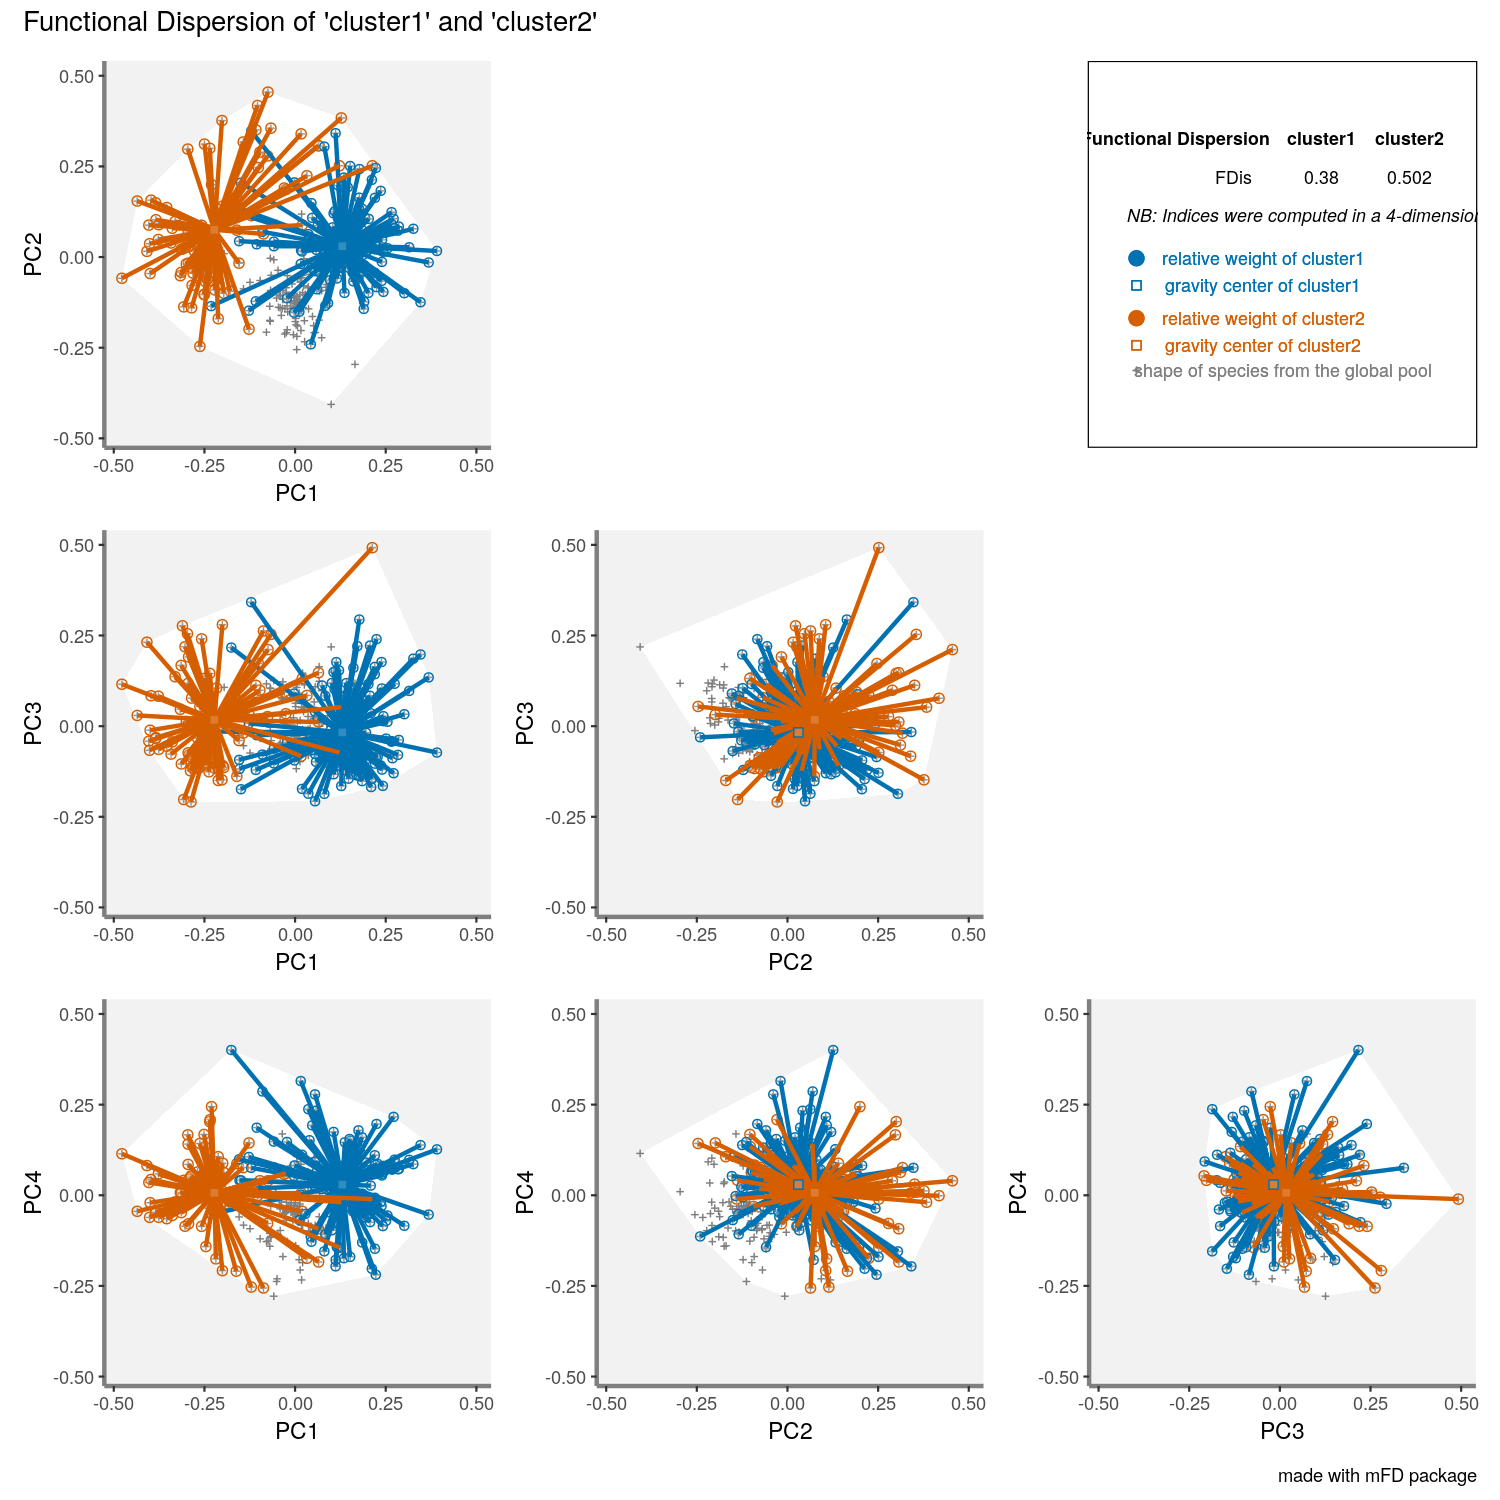 Functional Dispersion of 'cluster1' and 'cluster2'
0.50
0.25
0.00
-0.25
-0.50
PC2
-0.50 -0.25 0.00 0.25 0.50
PC1
Functional Dispersion cluster1 cluster2
FDis 0.38 0.502
NB: Indices were computed in a 4-dimension
relative weight of cluster1
gravity center of cluster1
relative weight of cluster2
gravity center of cluster2
shape of species from the global pool
0.50
0.25
0.00
-0.25
-0.50
PC3
-0.50 -0.25 0.00 0.25 0.50
PC1
0.50
0.25
0.00
-0.25
-0.50
PC3
-0.50 -0.25 0.00 0.25 0.50
PC2
0.50
0.25
0.00
-0.25
-0.50
PC4
-0.50 -0.25 0.00 0.25 0.50
PC1
0.50
0.25
0.00
-0.25
-0.50
PC4
-0.50 -0.25 0.00 0.25 0.50
PC2
0.50
0.25
0.00
-0.25
-0.50
PC4
-0.50 -0.25 0.00 0.25 0.50
PC3
made with mFD package